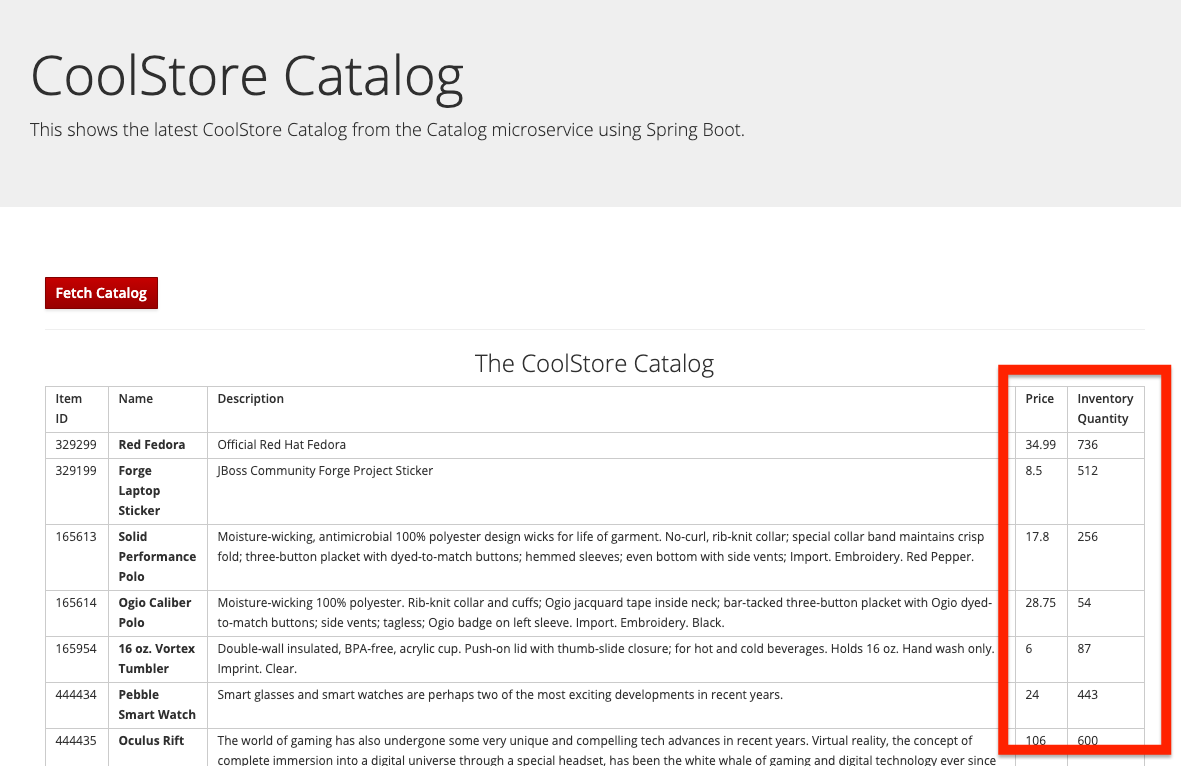 CoolStore Catalog
This shows the latest CoolStore Catalog from the Catalog microservice using Spring Boot.
Fetch Catalog
The CoolStore Catalog
Item ID Name Description Price Inventory Quantity
329299 Red Fedora Official Red Hat Fedora 34.99 736
329199 Forge Laptop Sticker JBoss Community Forge Project Sticker 8.5 512
165613 Solid Performance Polo Moisture-wicking, antimicrobial 100% polyester design wicks for life of garment. No-curl, rib-knit collar; special collar band maintains crisp fold; three-button placket with dyed-to-match buttons; hemmed sleeves; even bottom with side vents; Import. Embroidery. Red Pepper. 17.8 256
165614 Ogio Caliber Polo Moisture-wicking 100% polyester. Rib-knit collar and cuffs; Ogio jacquard tape inside neck; bar-tacked three-button placket with Ogio dyed-to-match buttons; side vents; tagless; Ogio badge on left sleeve. Import. Embroidery. Black. 28.75 54
165954 16 oz. Vortex Tumbler Double-wall insulated, BPA-free, acrylic cup. Push-on lid with thumb-slide closure; for hot and cold beverages. Holds 16 oz. Hand wash only. Imprint. Clear. 6 87
444434 Pebble Smart Watch Smart glasses and smart watches are perhaps two of the most exciting developments in recent years. 24 443
444435 Oculus Rift The world of gaming has also undergone some very unique and compelling tech advances in recent years. Virtual reality, the concept of complete immersion into a digital universe through a special headset, has been the white whale of gaming and digital technology ever since 106 600